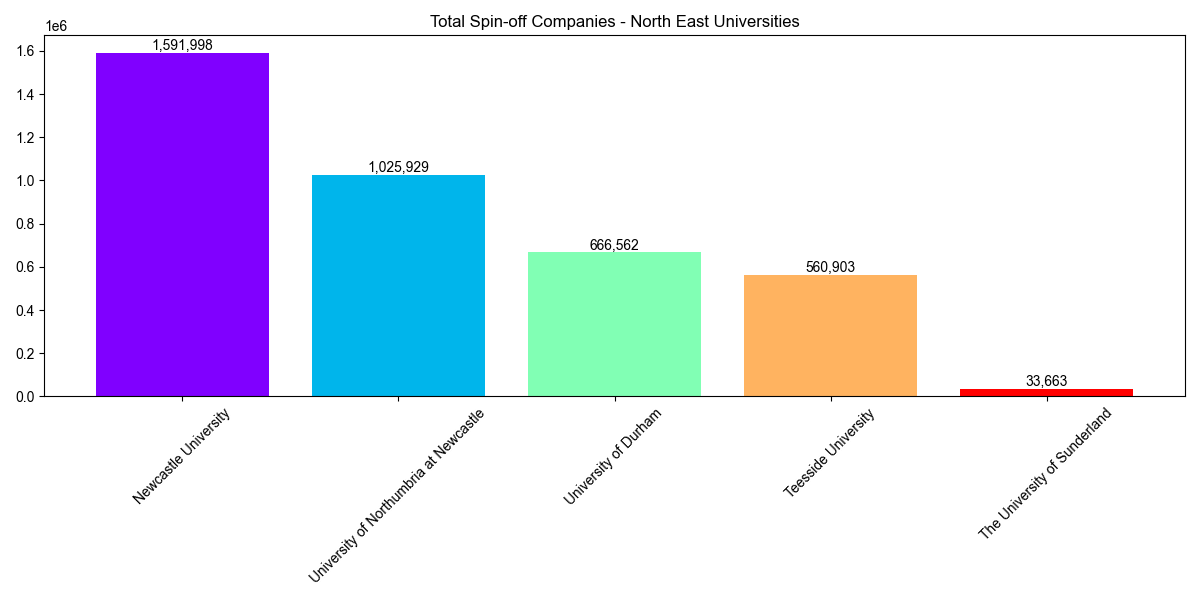 Total Spin-off Companies - North East Universities
1e6
1.6
1.4
1.2
1.0
0.8
0.6
0.4
0.2
0.0
1,591,998
1,025,929
666,562
560,903
33,663
Newcastle University
University of Northumbria at Newcastle
University of Durham
Teesside University
The University of Sunderland